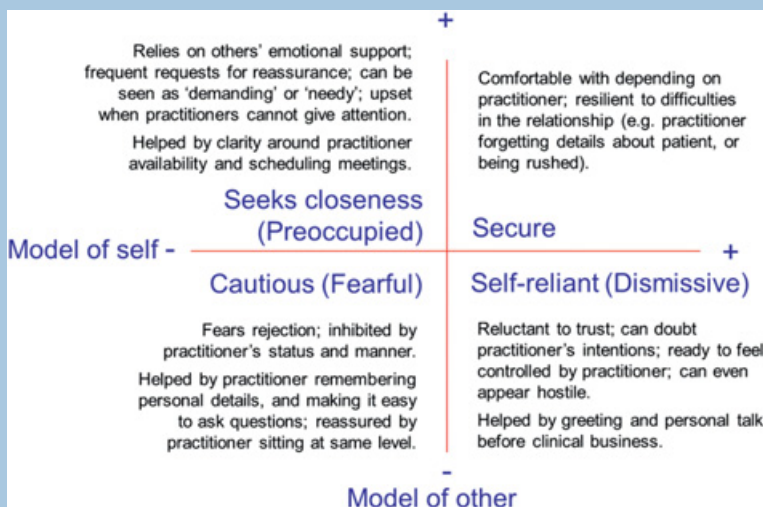 +
Relies on others' emotional support;
frequent requests for reassurance; can be
seen as 'demanding' or 'needy'; upset
when practitioners cannot give attention.
Helped by clarity around practitioner
availability and scheduling meetings.
Comfortable with depending on
practitioner; resilient to difficulties
in the relationship (e.g. practitioner
forgetting details about patient, or
being rushed).
Seeks closeness
(Preoccupied)
Secure
Model of self -
+
Cautious (Fearful)
Self-reliant (Dismissive)
Fears rejection; inhibited by
practitioner's status and manner.
Helped by practitioner remembering
personal details, and making it easy
to ask questions; reassured by
practitioner sitting at same level.
Reluctant to trust; can doubt
practitioner's intentions; ready to feel
controlled by practitioner; can even
appear hostile.
Helped by greeting and personal talk
before clinical business.
-
Model of other